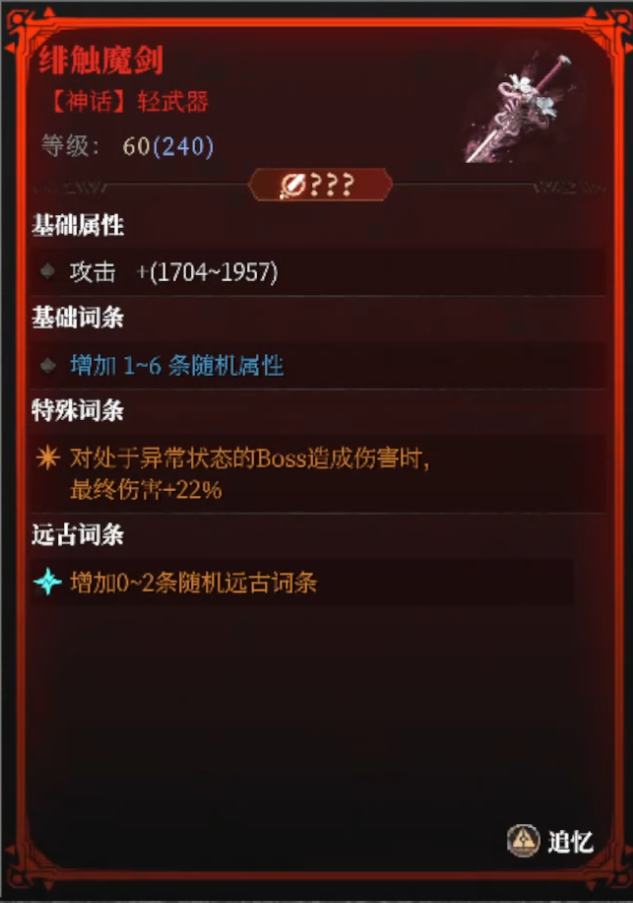 绯触魔剑
【神话】轻武器
等级： 60(240)
???
基础属性
攻击 +(1704~1957)
基础词条
增加 1~6 条随机属性
特殊词条
对处于异常状态的Boss造成伤害时，
最终伤害+22%
远古词条
增加0~2条随机远古词条
追忆